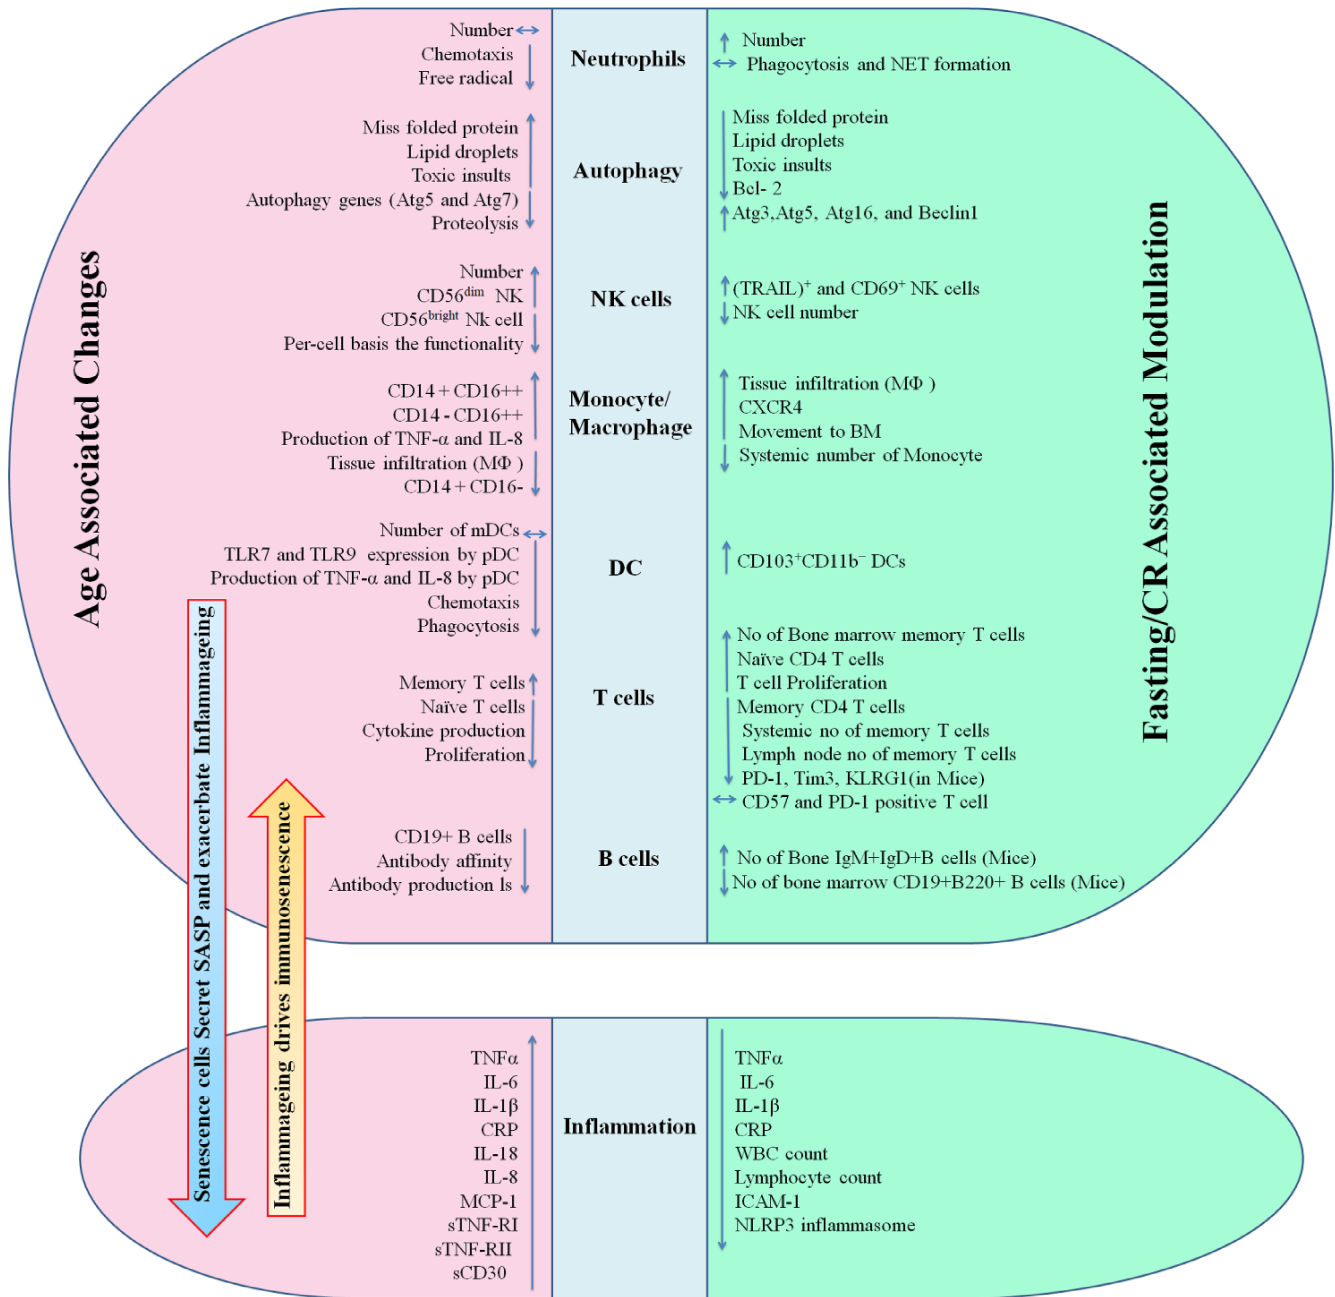 Age Associated Changes
Number
Chemotaxis
Free radical
Neutrophils
Number
Phagocytosis and NET formation
Miss folded protein
Lipid droplets
Toxic insults
Autophagy genes (Atg5 and Atg7)
Proteolysis
Autophagy
Miss folded protein
Lipid droplets
Toxic insults
Bcl- 2
Atg3,Atg5, Atg16, and Beclin1
Number
CD56dim NK
CD56bright Nk cell
Per-cell basis the functionality
NK cells
(TRAIL)+ and CD69+ NK cells
NK cell number
CD14 + CD16++
CD14 - CD16++
Production of TNF-α and IL-8
Tissue infiltration (MΦ )
CD14 + CD16-
Monocyte/
Macrophage
Tissue infiltration (MΦ )
CXCR4
Movement to BM
Systemic number of Monocyte
Number of mDCs
TLR7 and TLR9 expression by pDC
Production of TNF-α and IL-8 by pDC
Chemotaxis
Phagocytosis
DC
CD103+CD11b− DCs
Memory T cells
Naïve T cells
Cytokine production
Proliferation
T cells
No of Bone marrow memory T cells
Naïve CD4 T cells
T cell Proliferation
Memory CD4 T cells
Systemic no of memory T cells
Lymph node no of memory T cells
PD-1, Tim3, KLRG1(in Mice)
CD57 and PD-1 positive T cell
CD19+ B cells
Antibody affinity
Antibody production ls
B cells
No of Bone IgM+IgD+B cells (Mice)
No of bone marrow CD19+B220+ B cells (Mice)
Fasting/CR Associated Modulation
Senescence cells Secret SASP and exacerbate Inflammageing
Inflammageing drives immunosenescence
TNFα
IL-6
IL-1β
CRP
IL-18
IL-8
MCP-1
sTNF-RI
sTNF-RII
sCD30
Inflammation
TNFα
IL-6
IL-1β
CRP
WBC count
Lymphocyte count
ICAM-1
NLRP3 inflammasome